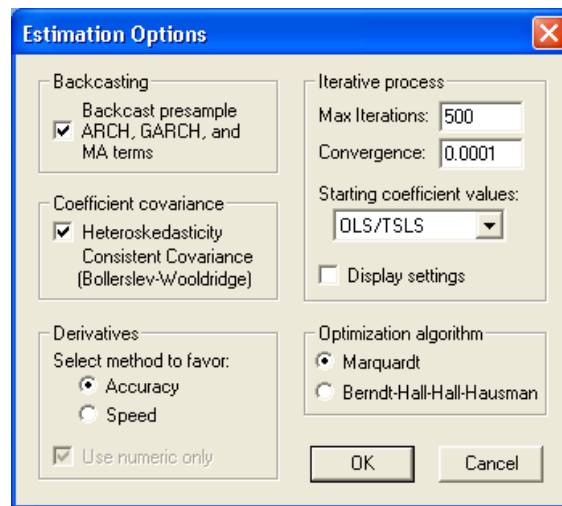 Estimation Options
Backcasting
Backcast presample
ARCH, GARCH, and
MA terms
Coefficient covariance
Heteroskedasticity
Consistent Covariance
(Bollerslev-Wooldridge)
Derivatives
Select method to favor:
Accuracy
Speed
Use numeric only
Iterative process
Max Iterations: 500
Convergence: 0.0001
Starting coefficient values:
OLS/TSLS
Display settings
Optimization algorithm
Marquardt
Berndt-Hall-Hall-Hausman
OK
Cancel